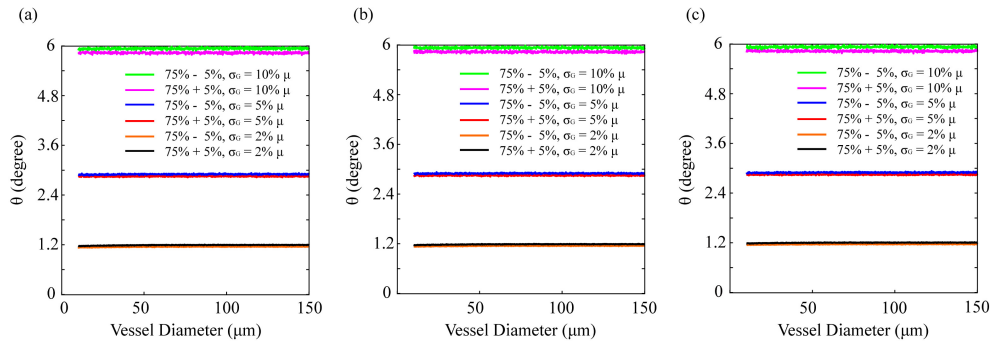 (a)
6
4.8
3.6
2.4
1.2
0
θ (degree)
75% - 5%, σG = 10% μ
75% + 5%, σG = 10% μ
75% - 5%, σG = 5% μ
75% + 5%, σG = 5% μ
75% - 5%, σG = 2% μ
75% + 5%, σG = 2% μ
0 50 100 150
Vessel Diameter (μm)
(b)
6
4.8
3.6
2.4
1.2
0
θ (degree)
75% - 5%, σG = 10% μ
75% + 5%, σG = 10% μ
75% - 5%, σG = 5% μ
75% + 5%, σG = 5% μ
75% - 5%, σG = 2% μ
75% + 5%, σG = 2% μ
50 100 150
Vessel Diameter (μm)
(c)
6
4.8
3.6
2.4
1.2
0
θ (degree)
75% - 5%, σG = 10% μ
75% + 5%, σG = 10% μ
75% - 5%, σG = 5% μ
75% + 5%, σG = 5% μ
75% - 5%, σG = 2% μ
75% + 5%, σG = 2% μ
50 100 150
Vessel Diameter (μm)